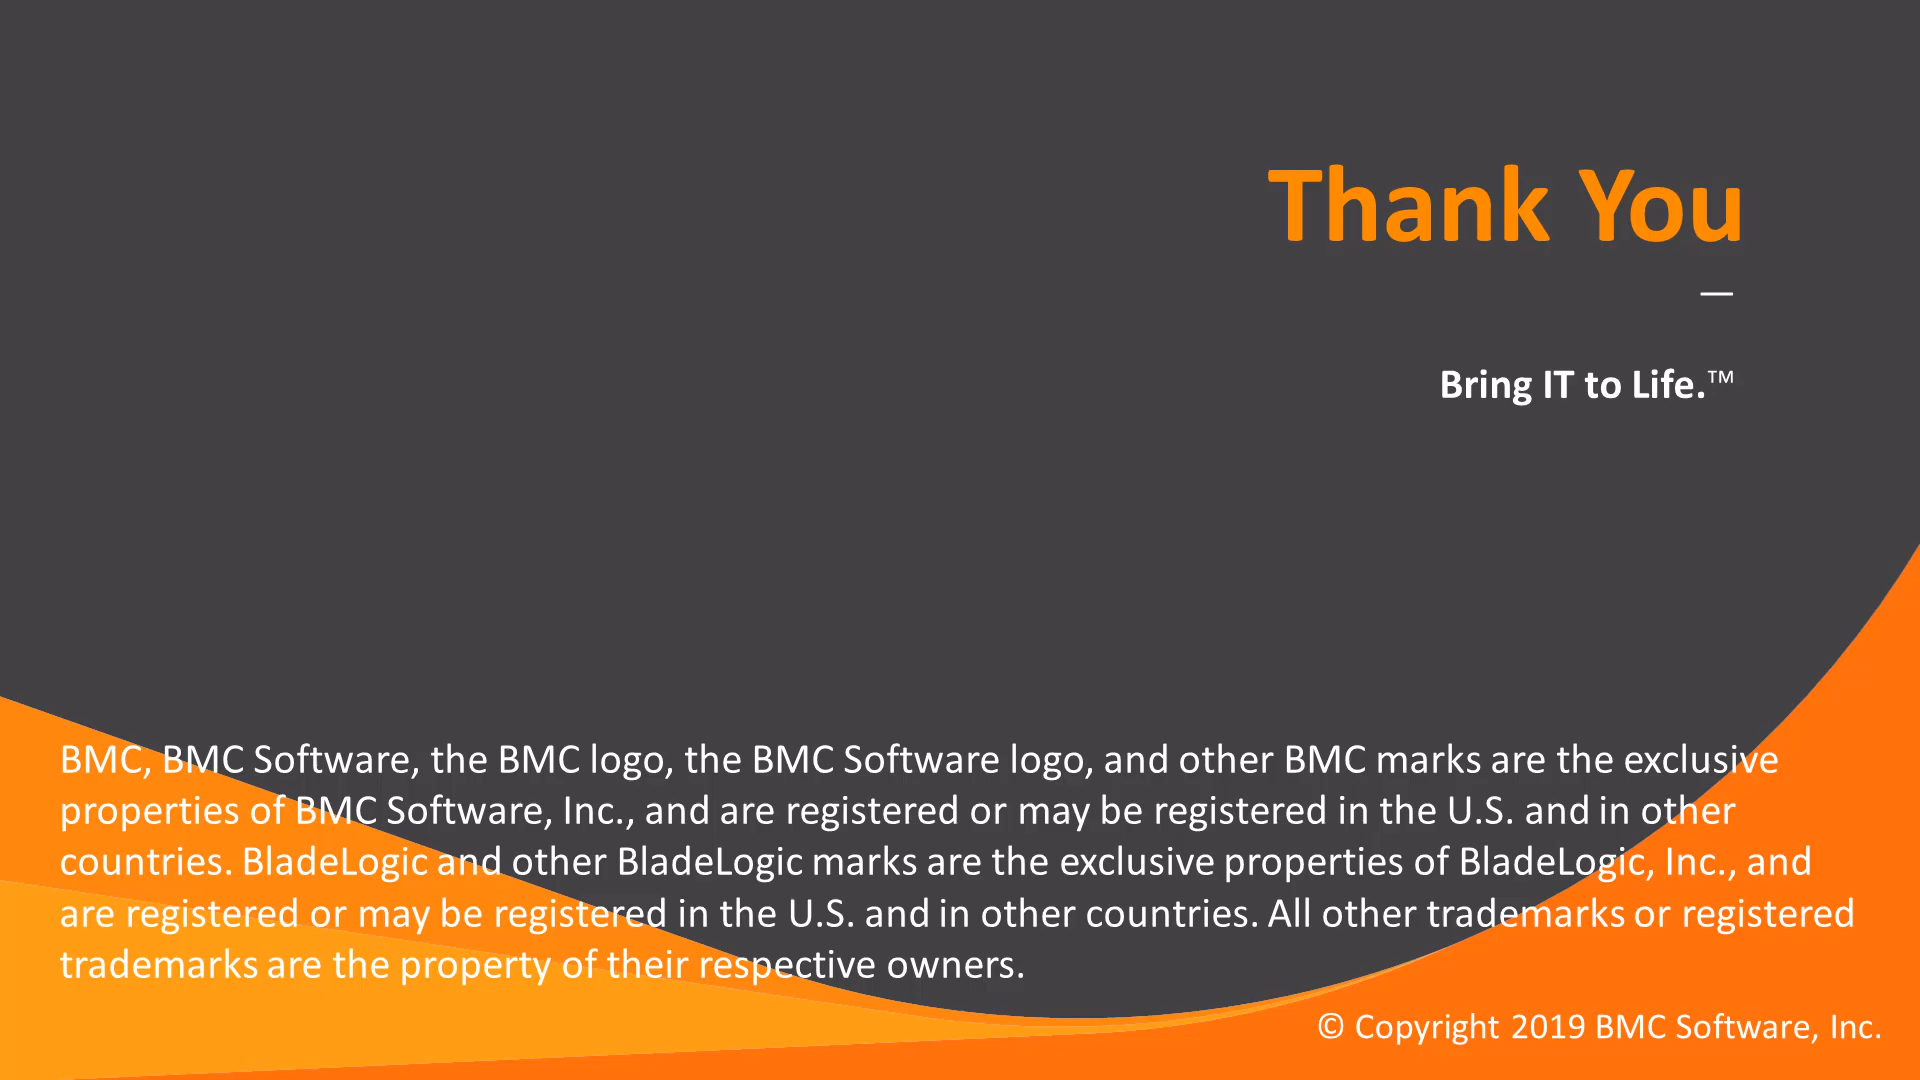 Thank You
—
Bring IT to Life.™
BMC, BMC Software, the BMC logo, the BMC Software logo, and other BMC marks are the exclusive
properties of BMC Software, Inc., and are registered or may be registered in the U.S. and in other
countries. BladeLogic and other BladeLogic marks are the exclusive properties of BladeLogic, Inc., and
are registered or may be registered in the U.S. and in other countries. All other trademarks or registered
trademarks are the property of their respective owners.
© Copyright 2019 BMC Software, Inc.